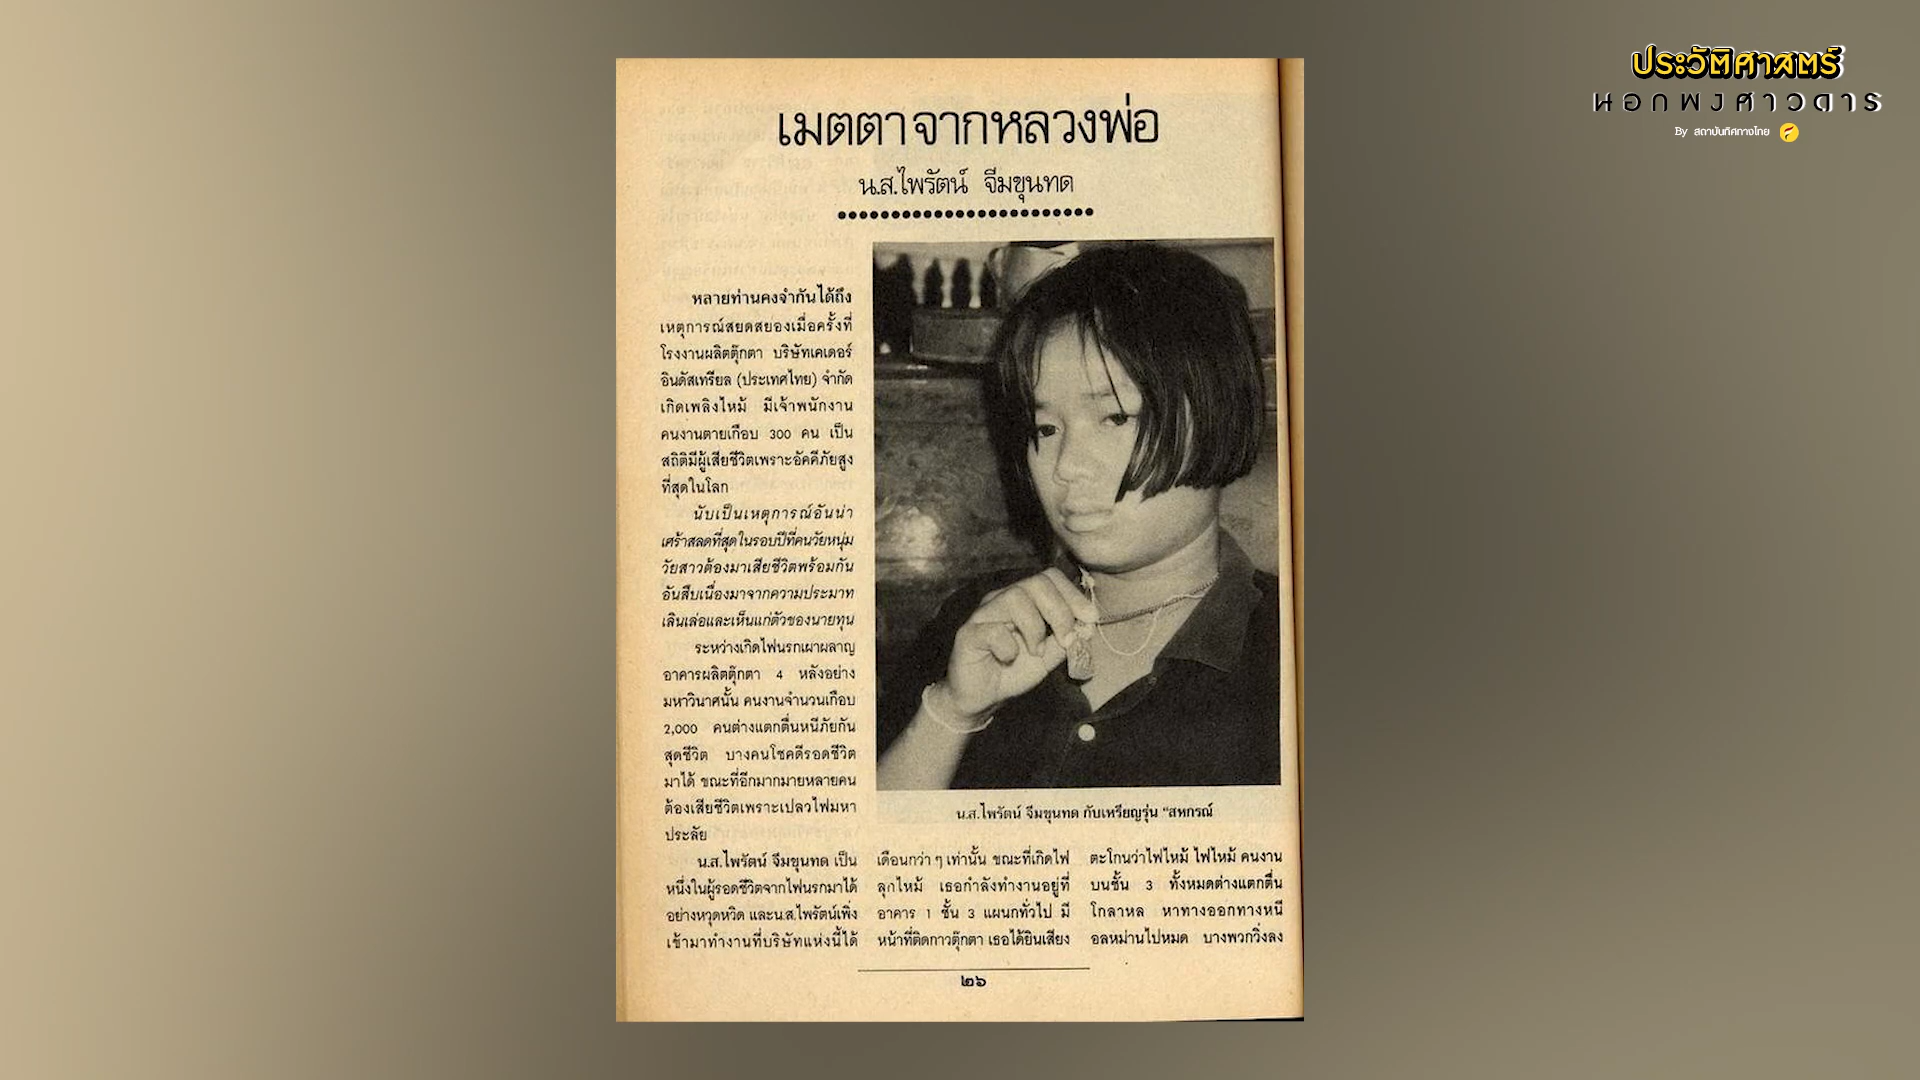 ประวัติศาสตร์
นอกพงศาวดาร
By สถาบันทิศทางไทย
เมตตาจากหลวงพ่อ
น.ส.ไพรัตน์ จีมขุนทด
หลายท่านคงจำกันได้ถึง
เหตุการณ์สยดสยองเมื่อครั้งที่
โรงงานผลิตตุ๊กตา บริษัทเคเดอร์
อินดัสเทรียล (ประเทศไทย) จำกัด
เกิดเพลิงไหม้ มีเจ้าพนักงาน
คนงานตายเกือบ 300 คน เป็น
สถิติมีผู้เสียชีวิตเพราะอัคคีภัยสูง
ที่สุดในโลก
นับเป็นเหตุการณ์อันน่า
เศร้าสลดที่สุดในรอบปีที่คนวัยหนุ่ม
วัยสาวต้องมาเสียชีวิตพร้อมกัน
อันสืบเนื่องมาจากความประมาท
เลินเล่อและเห็นแก่ตัวของนายทุน
ระหว่างเกิดไฟนรกเผาผลาญ
อาคารผลิตตุ๊กตา 4 หลังอย่าง
มหาวินาศนั้น คนงานจำนวนเกือบ
2,000 คนต่างแตกตื่นหนีภัยกัน
สุดชีวิต บางคนโชคดีรอดชีวิต
มาได้ ขณะที่อีกมากมายหลายคน
ต้องเสียชีวิตเพราะเปลวไฟมหา
ประลัย
น.ส.ไพรัตน์ จีมขุนทด เป็น
หนึ่งในผู้รอดชีวิตจากไฟนรกมาได้
อย่างหวุดหวิด และน.ส.ไพรัตน์เพิ่ง
เข้ามาทำงานที่บริษัทแห่งนี้ได้
น.ส.ไพรัตน์ จีมขุนทด กับเหรียญรุ่น "สหกรณ์
เดือนกว่า ๆ เท่านั้น ขณะที่เกิดไฟ
ลุกไหม้ เธอกำลังทำงานอยู่ที่
อาคาร 1 ชั้น 3 แผนกทั่วไป มี
หน้าที่ติดกาวตุ๊กตา เธอได้ยินเสียง
ตะโกนว่าไฟไหม้ ไฟไหม้ คนงาน
บนชั้น 3 ทั้งหมดต่างแตกตื่น
โกลาหล หาทางออกทางหนี
อลหม่านไปหมด บางพวกวิ่งลง
๒๖